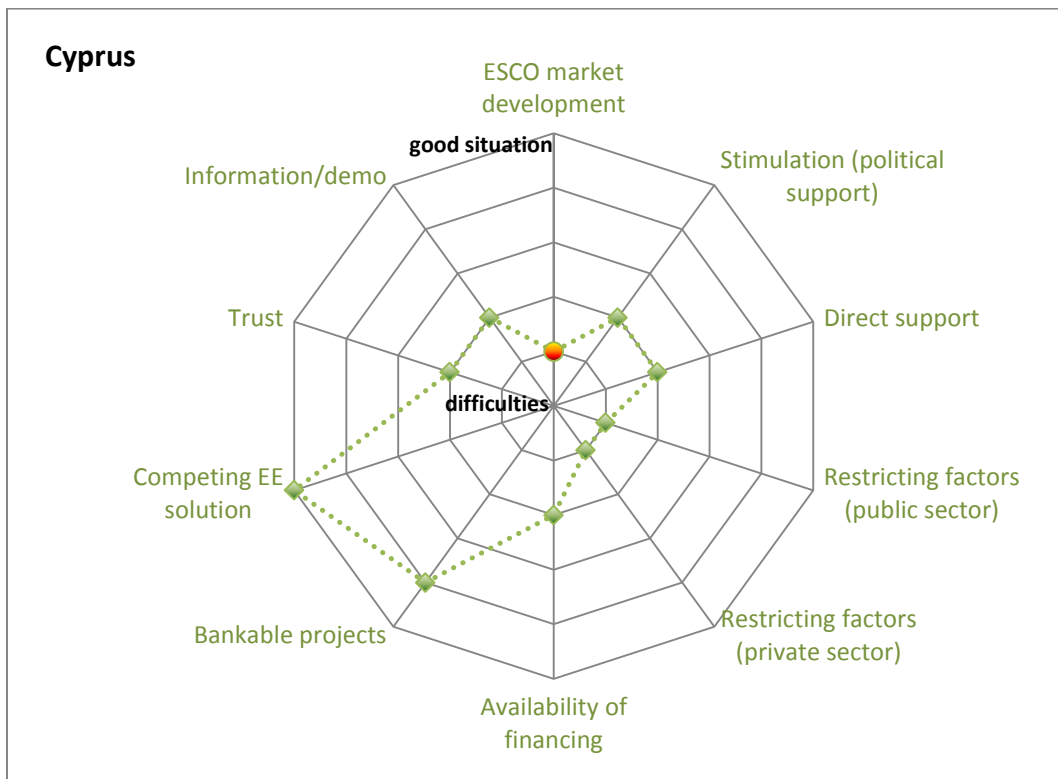 Cyprus
ESCO market
development
good situation
Stimulation (political
support)
Information/demo
Direct support
Trust
difficulties
Restricting factors
(public sector)
Competing EE
solution
Restricting factors
(private sector)
Bankable projects
Availability of
financing